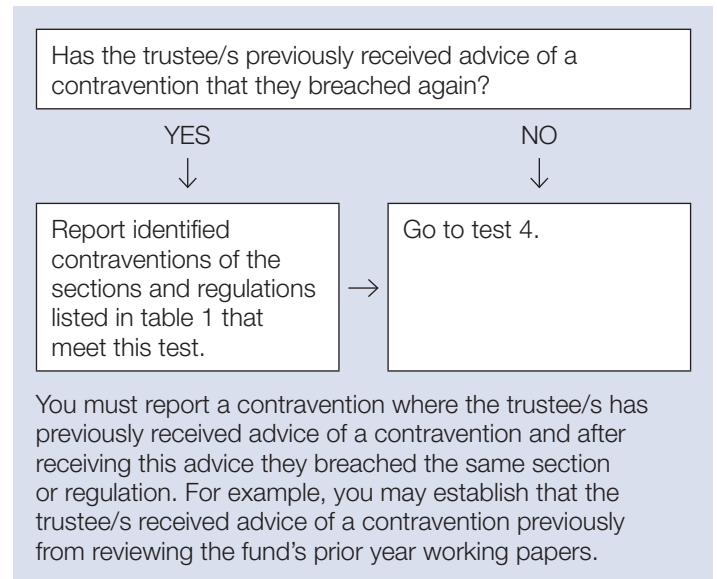 Has the trustee/s previously received advice of a
contravention that they breached again?
YES
NO
Report identified
contraventions of the
sections and regulations
listed in table 1 that
meet this test.
Go to test 4.
You must report a contravention where the trustee/s has
previously received advice of a contravention and after
receiving this advice they breached the same section
or regulation. For example, you may establish that the
trustee/s received advice of a contravention previously
from reviewing the fund’s prior year working papers.